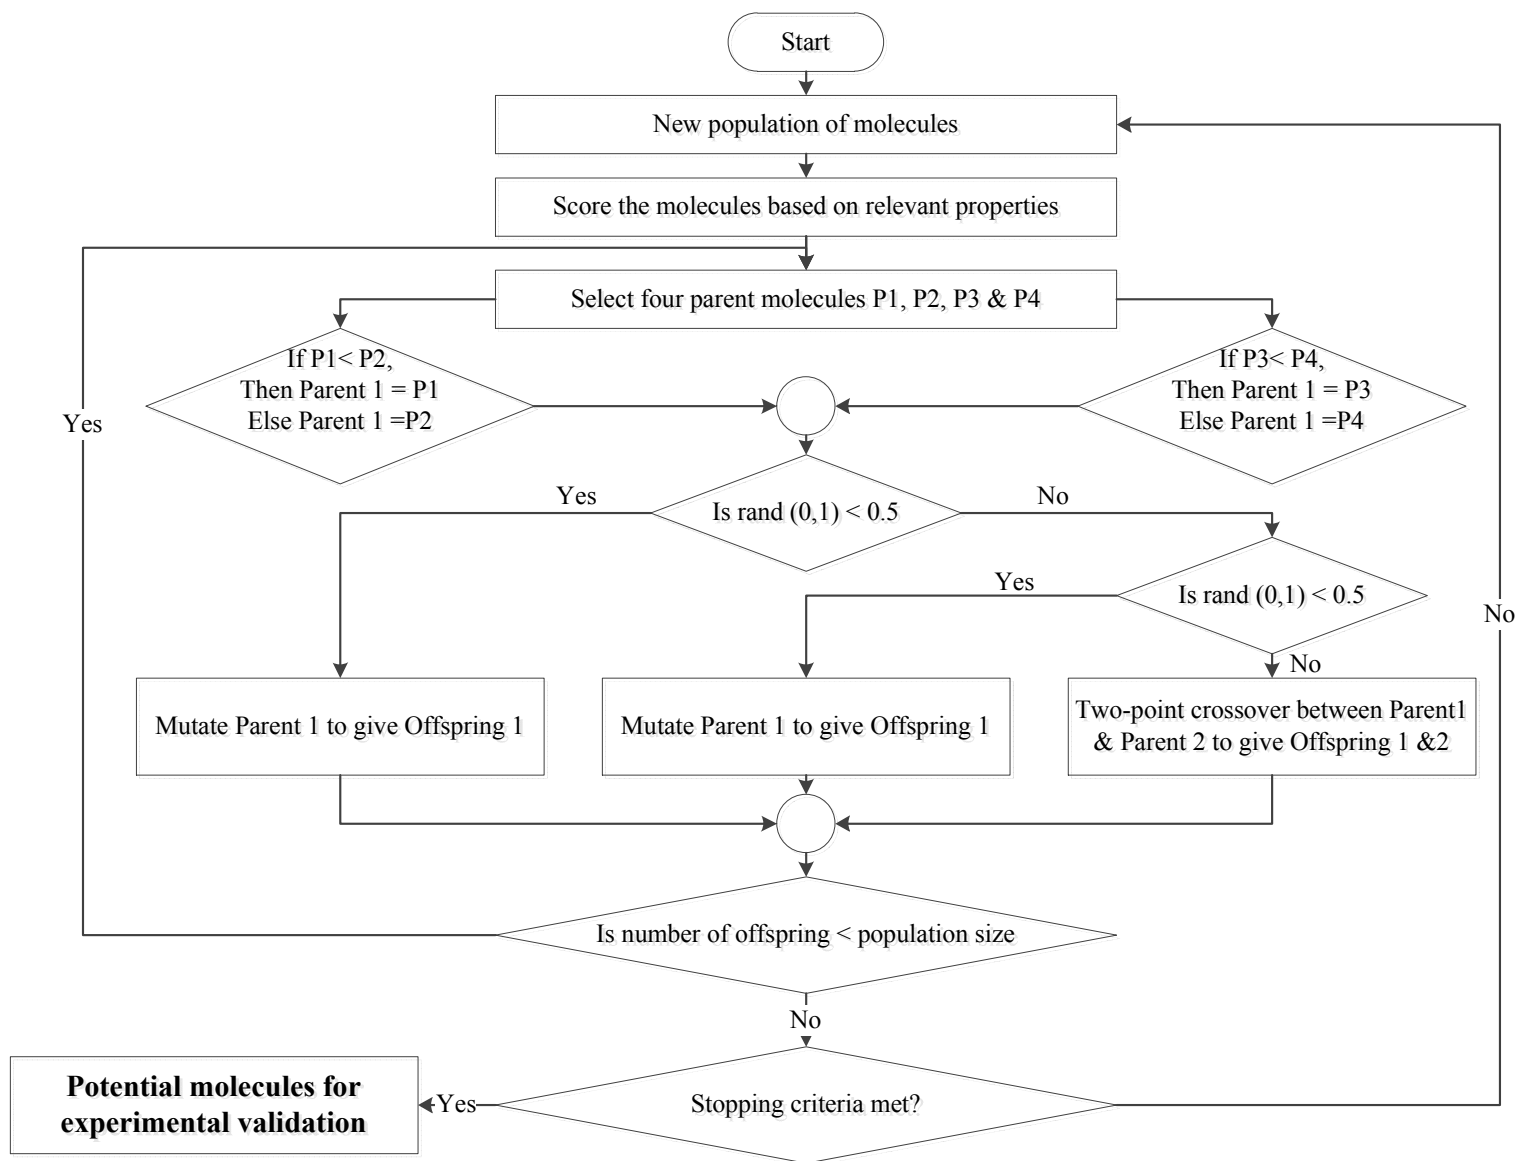 Start
New population of molecules
Score the molecules based on relevant properties
Select four parent molecules P1, P2, P3 & P4
If P1< P2,
Then Parent 1 = P1
Else Parent 1 =P2
If P3< P4,
Then Parent 1 = P3
Else Parent 1 =P4
Yes
Is rand (0,1) < 0.5
Yes
No
Is rand (0,1) < 0.5
Yes
No
No
Mutate Parent 1 to give Offspring 1
Mutate Parent 1 to give Offspring 1
Two-point crossover between Parent1
& Parent 2 to give Offspring 1 &2
Is number of offspring < population size
No
Stopping criteria met?
Yes
Potential molecules for
experimental validation